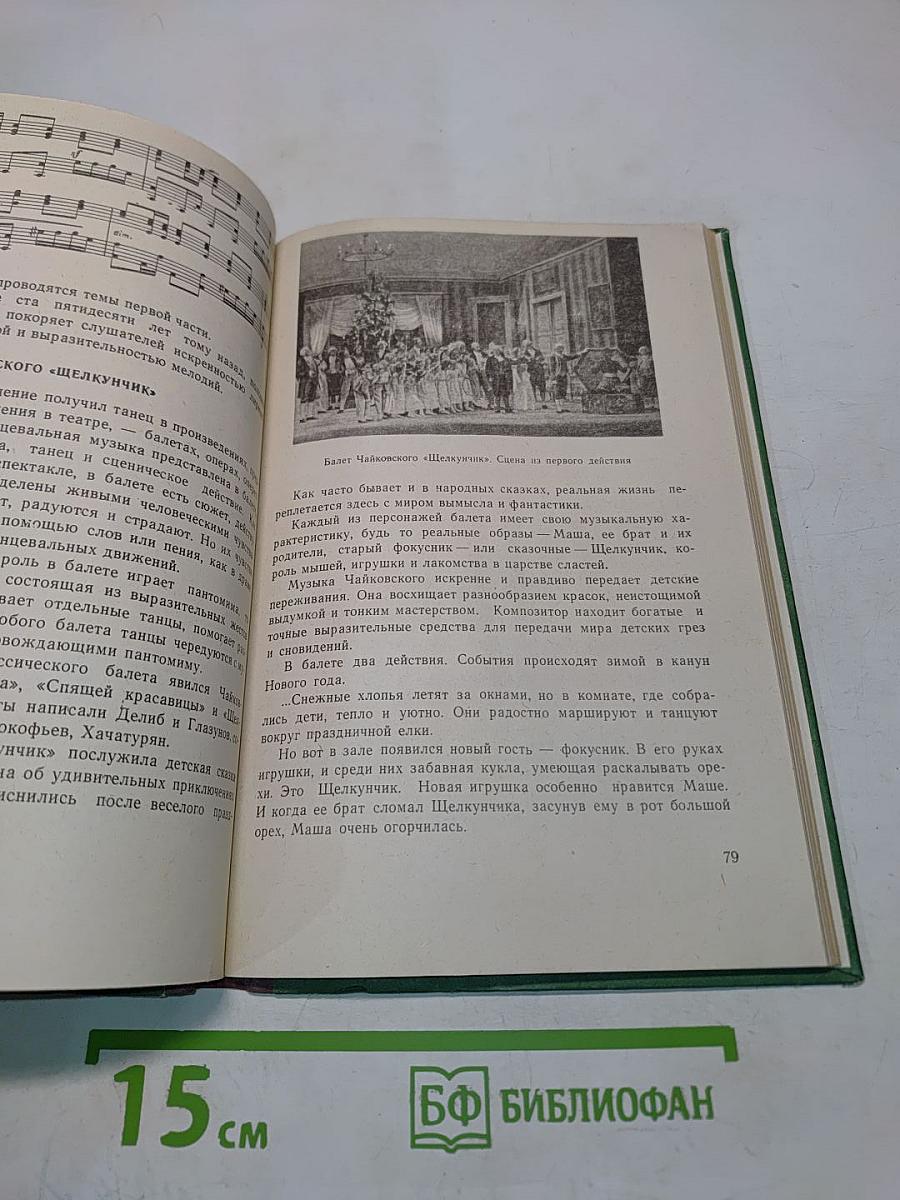 sf
dim.
проводятся темы первой части.
ста пятидесяти лет тому назад,
покоряет слушателей искренностью
и выразительностью мелодий.
«ЩЕЛКУНЧИК»
получил танец в произведениях,
в театре, — балетах, операх,
музыка представлена в
танец и сценическое действие.
спектакле, в балете есть сюжет,
живыми человеческими
радуются и страдают. Но их
помощью слов или пения, как в
движений.
роль в балете играет пантомима,
состоящая из выразительных
отдельные танцы, помогает
любого балета танцы чередуются с
пантомиму.
балета явился
«Спящей красавицы» и
написали Делиб и Глазунов,
Хачатурян.
послужила детская сказка
об удивительных приключениях
после веселого
Балет Чайковского «Щелкунчик». Сцена из первого действия
Как часто бывает и в народных сказках, реальная жизнь пе-
реплетается здесь с миром вымысла и фантастики.
Каждый из персонажей балета имеет свою музыкальную ха-
рактеристику, будь то реальные образы — Маша, ее брат и их
родители, старый фокусник — или сказочные — Щелкунчик, ко-
роль мышей, игрушки и лакомства в царстве сластей.
Музыка Чайковского искренне и правдиво передает детские
переживания. Она восхищает разнообразием красок, неистощимой
выдумкой и тонким мастерством. Композитор находит богатые и
точные выразительные средства для передачи мира детских грез
и сновидений.
В балете два действия. События происходят зимой в канун
Нового года.
...Снежные хлопья летят за окнами, но в комнате, где собра-
лись дети, тепло и уютно. Они радостно маршируют и танцуют
вокруг праздничной елки.
Но вот в зале появился новый гость — фокусник. В его руках
игрушки, и среди них забавная кукла, умеющая раскалывать оре-
хи. Это Щелкунчик. Новая игрушка особенно нравится Маше.
И когда ее брат сломал Щелкунчика, засунув ему в рот большой
орех, Маша очень огорчилась.
79
15 см
БФ БИБЛИОФАН